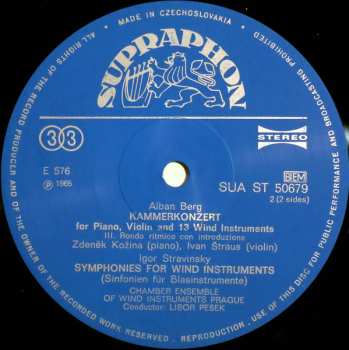 MADE IN CZECHOSLOVAKIA
ALL RIGHTS OF THE RECORD PRODUCER AND OF THE OWNER OF THE RECORDED WORK RESERVED · REPRODUCTION · USE OF THIS DISC FOR PUBLIC PERFORMANCE AND BROADCASTING PROHIBITED
SUPRAPHON
33
STEREO
E 576
℗ 1965
BIEM
SUA ST 50679
2 (2 sides)
Alban Berg
KAMMERKONZERT
for Piano, Violin and 13 Wind Instruments
III. Rondo ritmico con introduzione
Zdeněk Kožina (piano), Ivan Straus (violin)
Igor Stravinsky
SYMPHONIES FOR WIND INSTRUMENTS
(Sinfonien für Blasinstrumente)
CHAMBER ENSEMBLE
OF WIND INSTRUMENTS PRAGUE
Conductor: LIBOR PEŠEK